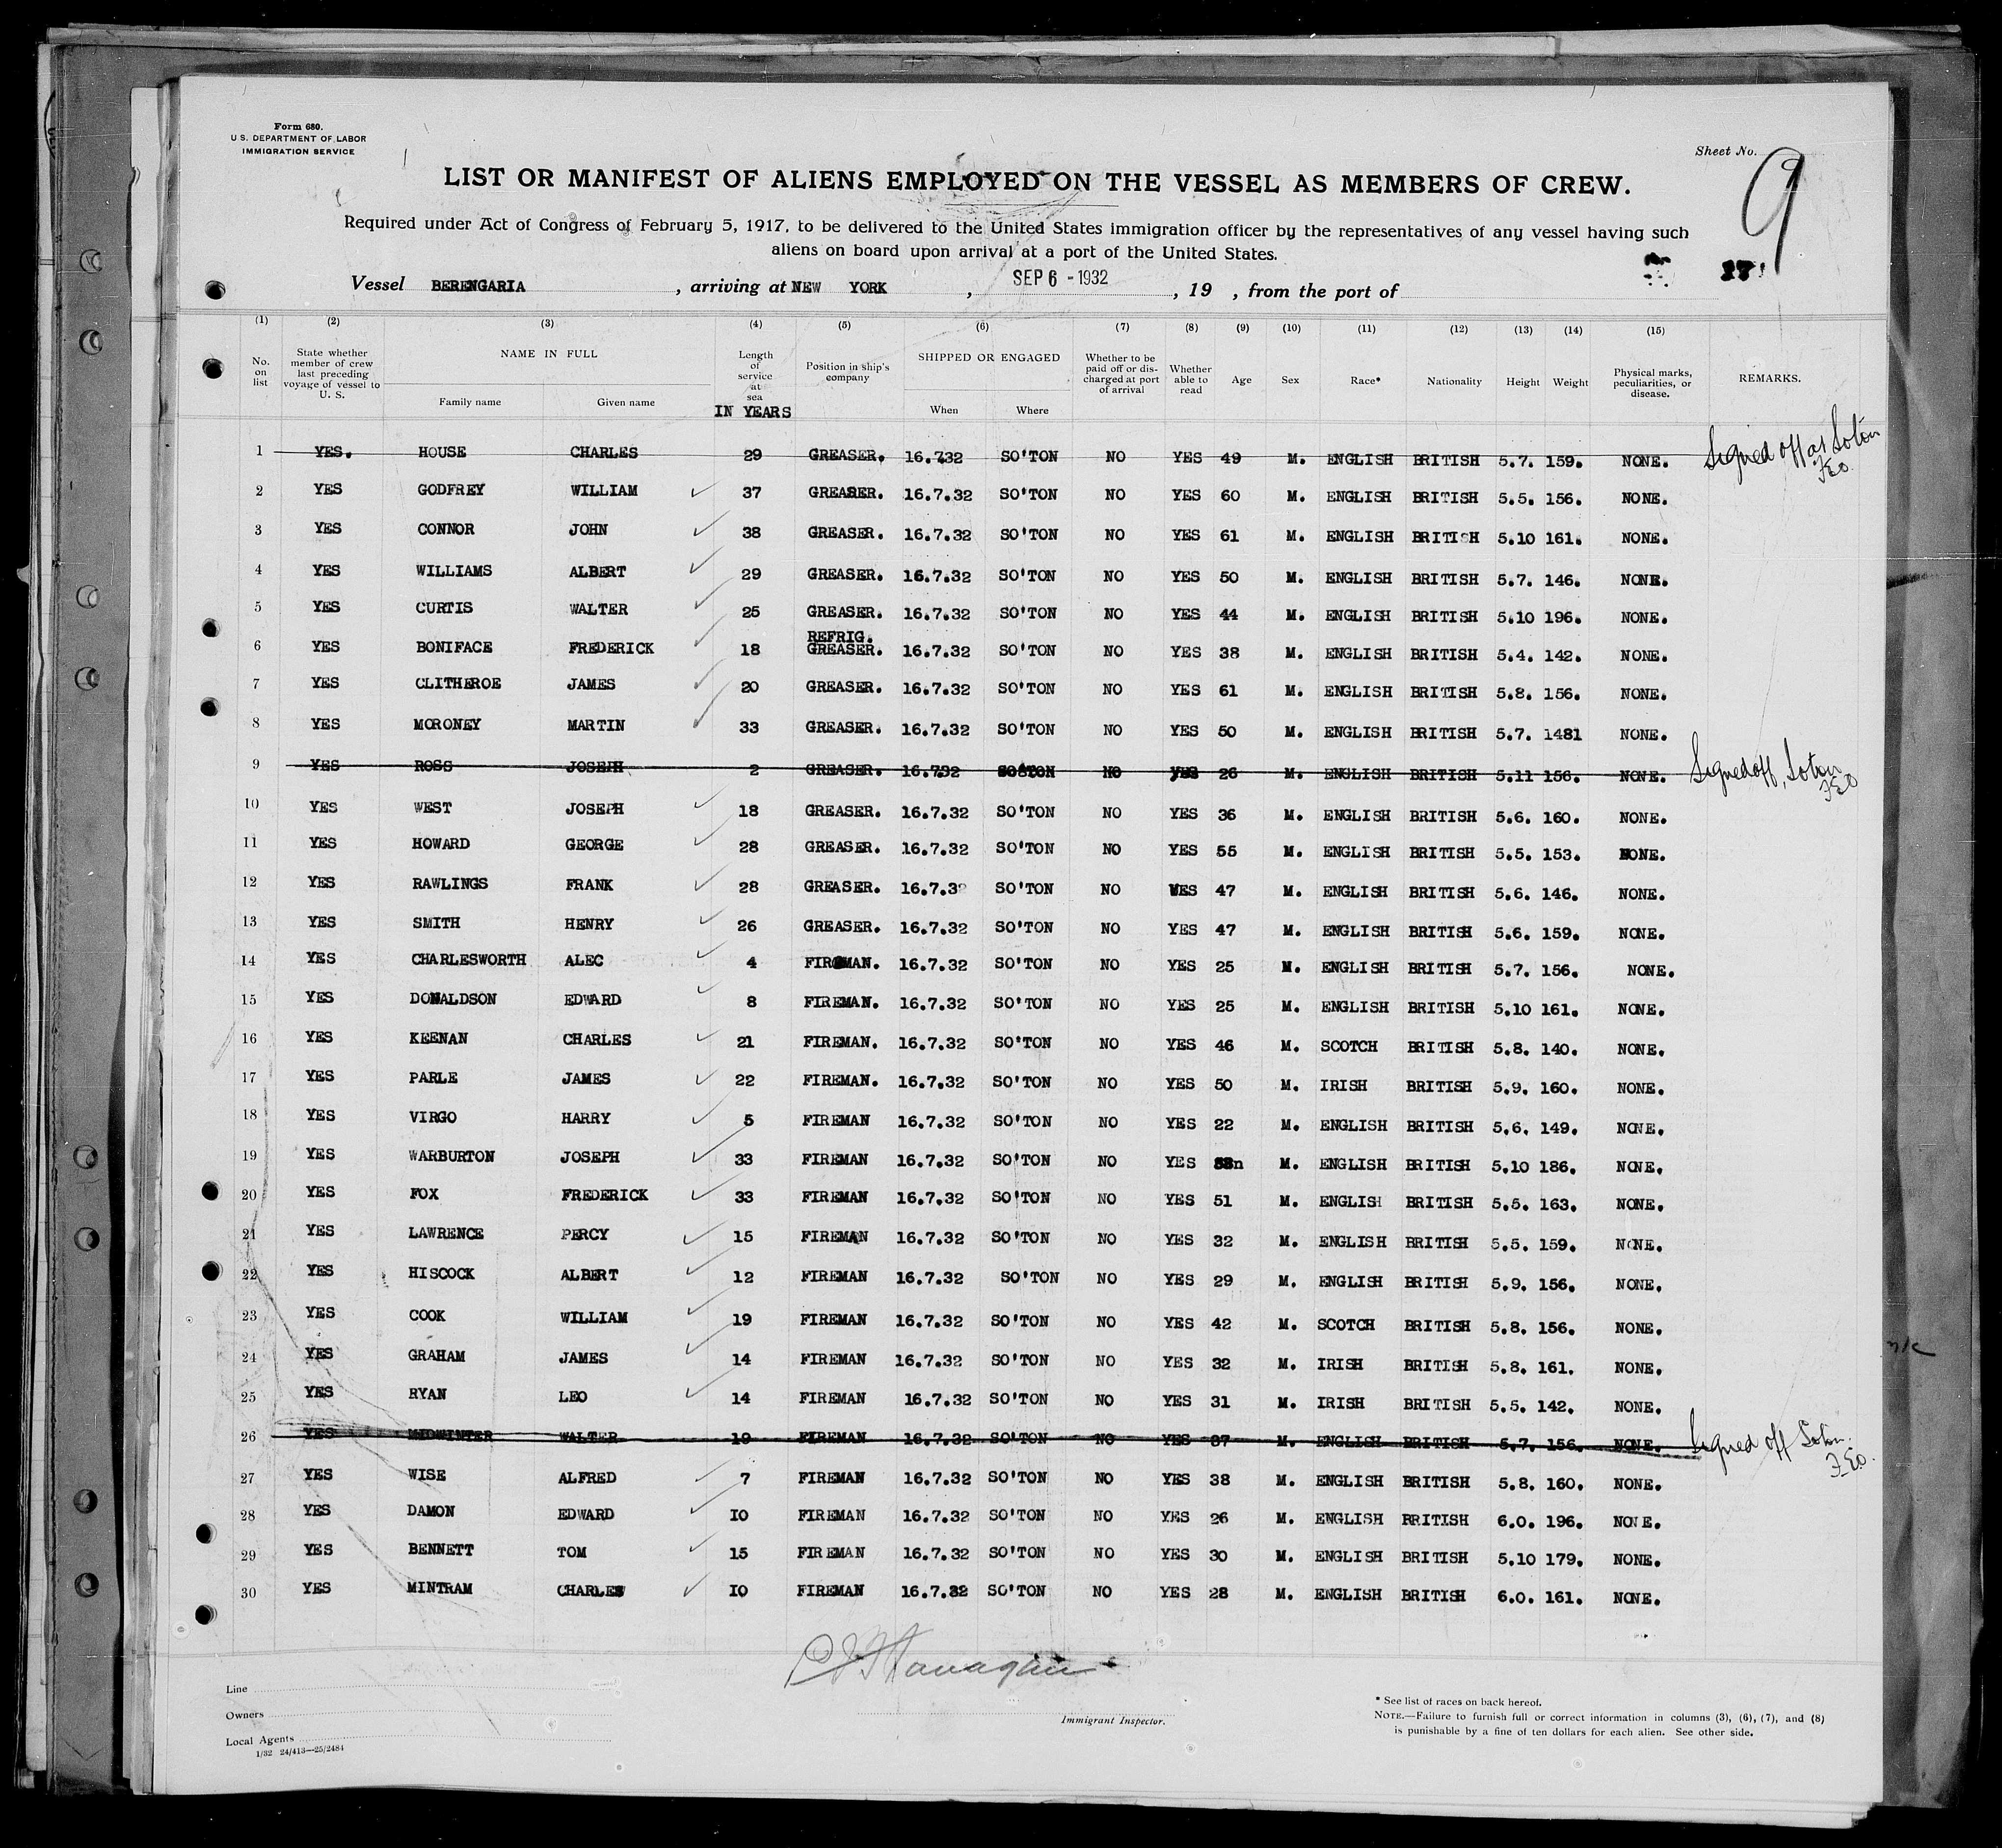 Form 680.
U.S. DEPARTMENT OF LABOR
IMMIGRATION SERVICE
Sheet No. 9
LIST OR MANIFEST OF ALIENS EMPLOYED ON THE VESSEL AS MEMBERS OF CREW.
Required under Act of Congress of February 5, 1917, to be delivered to the United States immigration officer by the representatives of any vessel having such
aliens on board upon arrival at a port of the United States.
Vessel BERENGARIA, arriving at NEW YORK, SEP 6 - 1932, 19 , from the port of
(1) (2) (3) (4) (5) (6) (7) (8) (9) (10) (11) (12) (13) (14) (15)
No. on list State whether member of crew last preceding voyage of vessel to U. S. NAME IN FULL Family name Given name Length of service at sea IN YEARS Position in ship's company SHIPPED OR ENGAGED When Where Whether to be paid off or discharged at port of arrival Whether able to read Age Sex Race* Nationality Height Weight Physical marks, peculiarities, or disease. REMARKS.
1 YES. HOUSE CHARLES 29 GREASER. 16.732 SO'TON NO YES 49 M. ENGLISH BRITISH 5.7. 159. NONE. Signed off at Soton
2 YES GODFREY WILLIAM 37 GREASER. 16.7.32 SO'TON NO YES 60 M. ENGLISH BRITISH 5.5. 156. NONE.
3 YES CONNOR JOHN 38 GREASER. 16.7.32 SO'TON NO YES 61 M. ENGLISH BRITISH 5.10 161. NONE.
4 YES WILLIAMS ALBERT 29 GREASER. 16.7.32 SO'TON NO YES 50 M. ENGLISH BRITISH 5.7. 146. NONE.
5 YES CURTIS WALTER 25 GREASER. 16.7.32 SO'TON NO YES 44 M. ENGLISH BRITISH 5.10 196. NONE.
6 YES BONIFACE FREDERICK 18 REFRIG. GREASER. 16.7.32 SO'TON NO YES 38 M. ENGLISH BRITISH 5.4. 142. NONE.
7 YES CLITHEROE JAMES 20 GREASER. 16.7.32 SO'TON NO YES 61 M. ENGLISH BRITISH 5.8. 156. NONE.
8 YES MORONEY MARTIN 33 GREASER. 16.7.32 SO'TON NO YES 50 M. ENGLISH BRITISH 5.7. 1481 NONE.
9 YES ROSS JOSEPH 2 GREASER. 16.732 SO'TON NO YES 26 M. ENGLISH BRITISH 5.11 156. NONE. Signed off, Soton
10 YES WEST JOSEPH 18 GREASER. 16.7.32 SO'TON NO YES 36 M. ENGLISH BRITISH 5.6. 160. NONE.
11 YES HOWARD GEORGE 28 GREASER. 16.7.32 SO'TON NO YES 55 M. ENGLISH BRITISH 5.5. 153. NONE.
12 YES RAWLINGS FRANK 28 GREASER. 16.7.32 SO'TON NO YES 47 M. ENGLISH BRITISH 5.6. 146. NONE.
13 YES SMITH HENRY 26 GREASER. 16.7.32 SO'TON NO YES 47 M. ENGLISH BRITISH 5.6. 159. NONE.
14 YES CHARLESWORTH ALEC 4 FIREMAN. 16.7.32 SO'TON NO YES 25 M. ENGLISH BRITISH 5.7. 156. NONE.
15 YES DONALDSON EDWARD 8 FIREMAN. 16.7.32 SO'TON NO YES 25 M. ENGLISH BRITISH 5.10 161. NONE.
16 YES KEENAN CHARLES 21 FIREMAN. 16.7.32 SO'TON NO YES 46 M. SCOTCH BRITISH 5.8. 140. NONE.
17 YES PARLE JAMES 22 FIREMAN. 16.7.32 SO'TON NO YES 50 M. IRISH BRITISH 5.9. 160. NONE.
18 YES VIRGO HARRY 5 FIREMAN 16.7.32 SO'TON NO YES 22 M. ENGLISH BRITISH 5.6. 149. NONE.
19 YES WARBURTON JOSEPH 33 FIREMAN 16.7.32 SO'TON NO YES M. ENGLISH BRITISH 5.10 186. NONE.
20 YES FOX FREDERICK 33 FIREMAN 16.7.32 SO'TON NO YES 51 M. ENGLISH BRITISH 5.5. 163. NONE.
21 YES LAWRENCE PERCY 15 FIREMAN 16.7.32 SO'TON NO YES 32 M. ENGLISH BRITISH 5.5. 159. NONE.
22 YES HISCOCK ALBERT 12 FIREMAN 16.7.32 SO'TON NO YES 29 M. ENGLISH BRITISH 5.9. 156. NONE.
23 YES COOK WILLIAM 19 FIREMAN 16.7.32 SO'TON NO YES 42 M. SCOTCH BRITISH 5.8. 156. NONE.
24 YES GRAHAM JAMES 14 FIREMAN 16.7.32 SO'TON NO YES 32 M. IRISH BRITISH 5.8. 161. NONE.
25 YES RYAN LEO 14 FIREMAN 16.7.32 SO'TON NO YES 31 M. IRISH BRITISH 5.5. 142. NONE.
26 YES MIDWINTER WALTER 19 FIREMAN 16.7.32 SO'TON NO YES 37 M. ENGLISH BRITISH 5.7. 156. NONE. Signed off Soton.
27 YES WISE ALFRED 7 FIREMAN 16.7.32 SO'TON NO YES 38 M. ENGLISH BRITISH 5.8. 160. NONE.
28 YES DAMON EDWARD IO FIREMAN 16.7.32 SO'TON NO YES 26 M. ENGLISH BRITISH 6.0. 196. NONE.
29 YES BENNETT TOM 15 FIREMAN 16.7.32 SO'TON NO YES 30 M. ENGLISH BRITISH 5.10 179. NONE.
30 YES MINTRAM CHARLES IO FIREMAN 16.7.32 SO'TON NO YES 28 M. ENGLISH BRITISH 6.0. 161. NONE.
Line
Owners
Local Agents
1/32 24/413—25/2484
Immigrant Inspector.
* See list of races on back hereof.
NOTE.—Failure to furnish full or correct information in columns (3), (6), (7), and (8)
is punishable by a fine of ten dollars for each alien. See other side.